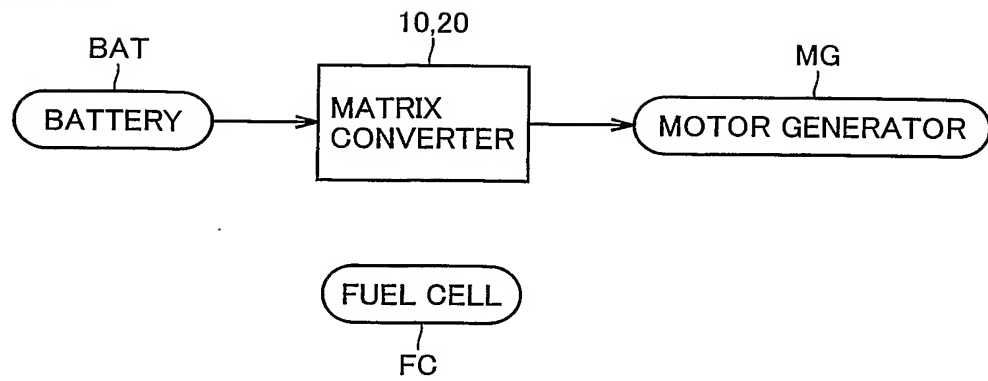 10,20
BAT
MG
BATTERY
MATRIX
CONVERTER
MOTOR GENERATOR
FUEL CELL
FC